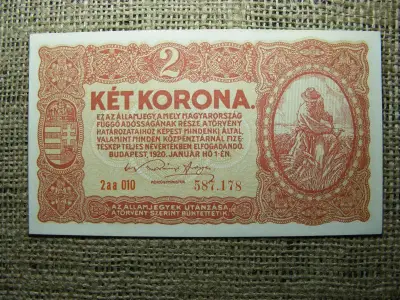 2
KÉT KORONA.
EZ AZ ÁLLAMJEGY, A MELY MAGYARORSZÁG
FÜGGŐ ADÓSSÁGÁNAK RÉSZE, A TÖRVÉNY
HATÁROZATAIHOZ KÉPEST MINDENKI ÁLTAL,
VALAMINT MINDEN KÖZPÉNZTÁRNÁL FIZE-
TÉSKÉP TELJES NÉVÉRTÉKBEN ELFOGADANDÓ.
BUDAPEST, 1920. JANUÁR HÓ 1-ÉN.
2aa 010
587.178
AZ ÁLLAMJEGYEK UTÁNZÁSA
A TÖRVÉNY SZERINT BÜNTETTETIK.